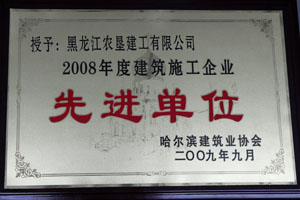 授予：黑龙江农垦建工有限公司
2008年度建筑施工企业
先进单位
哈尔滨建筑业协会
二〇〇九年九月